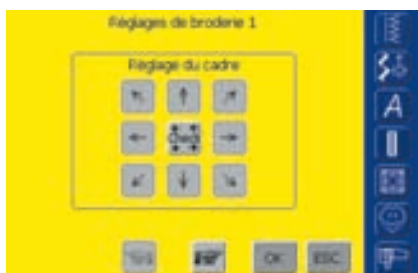 Réglages de broderie 1
Réglage du cadre
Check
A
OK
ESC